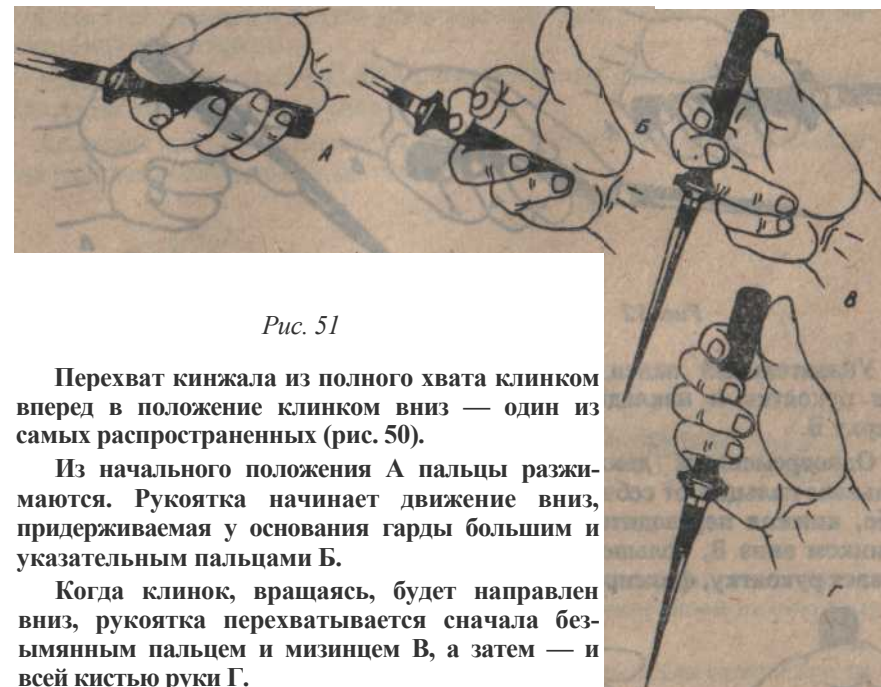 А
Б
В
Г
Рис. 51
Перехват кинжала из полного хвата клинком
вперед в положение клинком вниз — один из
самых распространенных (рис. 50).
Из начального положения А пальцы разжи-
маются. Рукоятка начинает движение вниз,
придерживаемая у основания гарды большим и
указательным пальцами Б.
Когда клинок, вращаясь, будет направлен
вниз, рукоятка перехватывается сначала без-
ымянным пальцем и мизинцем В, а затем — и
всей кистью руки Г.